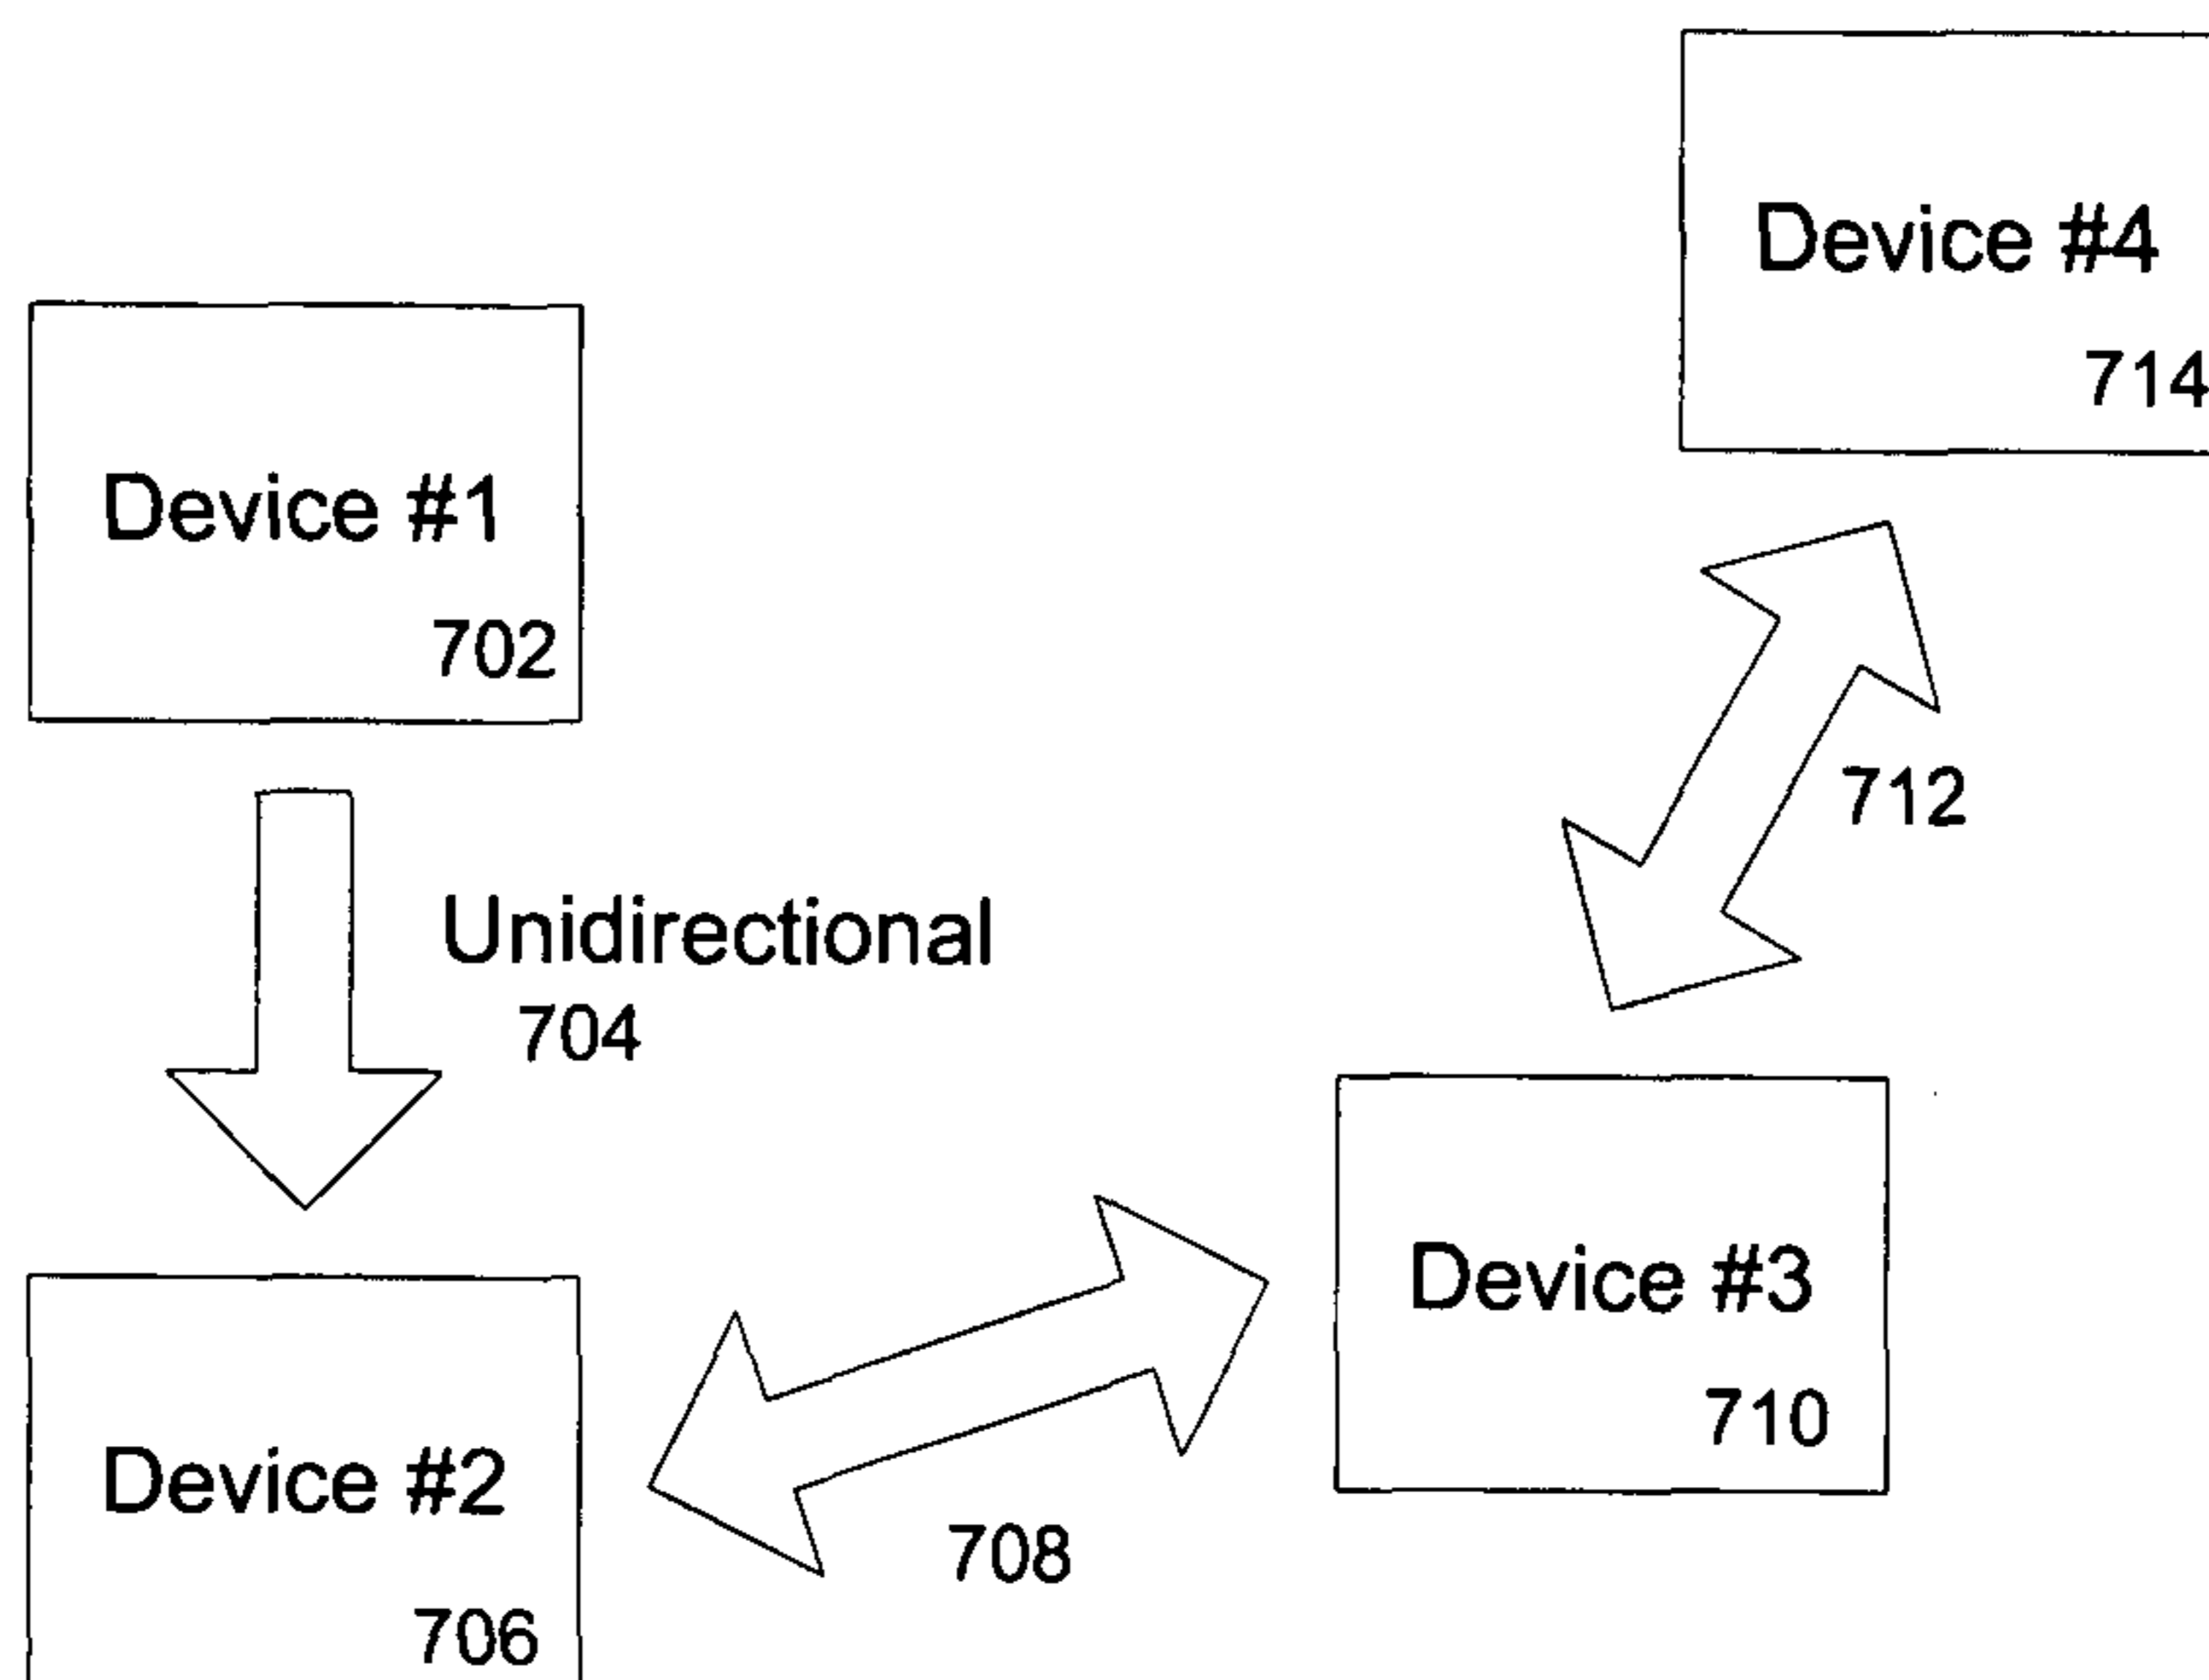 Device #4
714
Device #1
702
712
Unidirectional
704
Device #3
710
Device #2
706
708